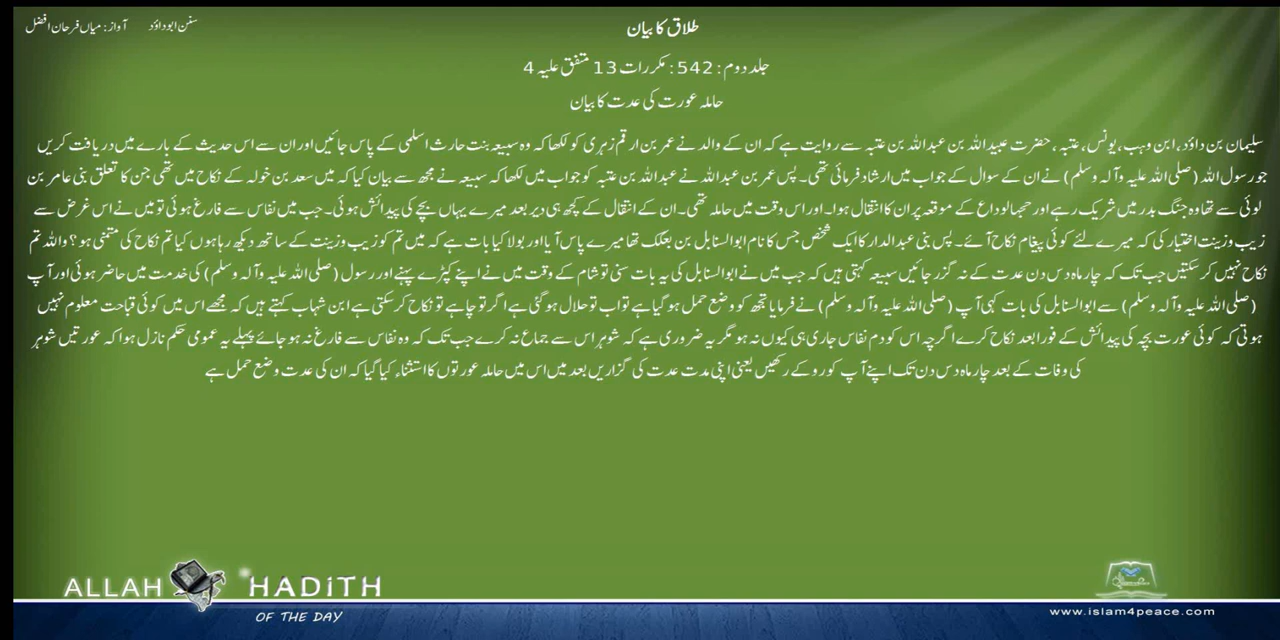 طلاق کا بیان
سنن ابوداؤد آواز: میاں فرحان افضل
جلد دوم: 542: مکررات 13 متفق علیہ 4
حاملہ عورت کی عدت کا بیان
سلیمان بن داؤد، ابن وہب، یونس، عتبہ، حضرت عبیداللہ بن عبداللہ بن عتبہ سے روایت ہے کہ ان کے والد نے عمر بن ارقم زہری کو لکھا کہ وہ سبیعہ بنت حارث اسلمی کے پاس جائیں اور ان سے اس حدیث کے بارے میں دریافت کریں
جو رسول اللہ (صلی اللہ علیہ وآلہ وسلم) نے ان کے سوال کے جواب میں ارشاد فرمائی تھی۔ پس عمر بن عبداللہ نے عبداللہ بن عتبہ کو جواب میں لکھا کہ سبیعہ نے مجھ سے بیان کیا کہ میں سعد بن خولہ کے نکاح میں تھی جن کا تعلق بنی عامر بن
لوئی سے تھا وہ جنگ بدر میں شریک رہے اور حجۃالوداع کے موقعہ پر ان کا انتقال ہوا۔ اور اس وقت میں حاملہ تھی۔ ان کے انتقال کے کچھ ہی دیر بعد میرے یہاں بچے کی پیدائش ہوئی۔ جب میں نفاس سے فارغ ہوئی تو میں نے اس غرض سے
زیب وزینت اختیار کی کہ میرے لئے کوئی پیغام نکاح آئے۔ پس بنی عبدالدار کا ایک شخص جس کا نام ابوالسنابل بن بعلک تھا میرے پاس آیا اور بولا کیا بات ہے کہ میں تم کو زیب وزینت کے ساتھ دیکھ رہا ہوں کیا تم نکاح کی متمنی ہو؟ واللہ تم
نکاح نہیں کر سکتیں جب تک کہ چار ماہ دس دن عدت کے نہ گزر جائیں سبیعہ کہتی ہیں کہ جب میں نے ابوالسنابل کی یہ بات سنی تو شام کے وقت میں نے اپنے کپڑے پہنے اور رسول (صلی اللہ علیہ وآلہ وسلم) کی خدمت میں حاضر ہوئی اور آپ
(صلی اللہ علیہ وآلہ وسلم) سے ابوالسنابل کی بات کہی آپ (صلی اللہ علیہ وآلہ وسلم) نے فرمایا تجھ کو وضع حمل ہو گیا ہے تو اب تو حلال ہو گئی ہے اگر تو چاہے تو نکاح کر سکتی ہے ابن شہاب کہتے ہیں کہ مجھے اس میں کوئی قباحت معلوم نہیں
ہوتی کہ کوئی عورت بچہ کی پیدائش کے فورا بعد نکاح کرے اگرچہ اس کو دم نفاس جاری ہی کیوں نہ ہو مگر یہ ضروری ہے کہ شوہر اس سے جماع نہ کرے جب تک کہ وہ نفاس سے فارغ نہ ہو جائے پہلے یہ عمومی حکم نازل ہوا کہ عورتیں شوہر
کی وفات کے بعد چار ماہ دس دن تک اپنے آپ کو روکے رکھیں یعنی اپنی مدت عدت کی گزاریں بعد میں اس میں حاملہ عورتوں کا استثناء کیا گیا کہ ان کی عدت وضع حمل ہے
ALLAH HADITH
OF THE DAY
www.islam4peace.com